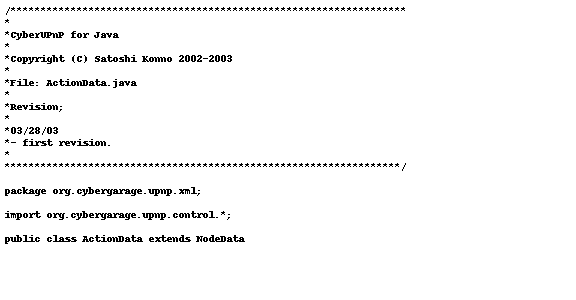 /******************************************************************
*
*CyberUPnP for Java
*
*Copyright (C) Satoshi Konno 2002-2003
*
*File: ActionData.java
*
*Revision;
*
*03/28/03
*- first revision.
*
******************************************************************/
package org.cybergarage.upnp.xml;
import org.cybergarage.upnp.control.*;
public class ActionData extends NodeData